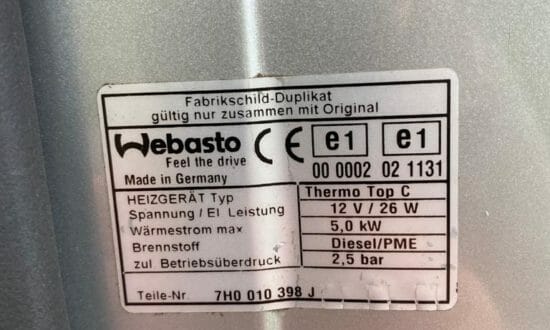 Fabrikschild-Duplikat
gültig nur zusammen mit Original
Webasto CE e1 e1
Feel the drive
00 0002 02 1131
Made in Germany
HEIZGERÄT Typ Thermo Top C
Spannung / El Leistung 12 V / 26 W
Wärmestrom max 5,0 kW
Brennstoff Diesel/PME
zul Betriebsüberdruck 2,5 bar
Teile-Nr 7H0 010 398 J